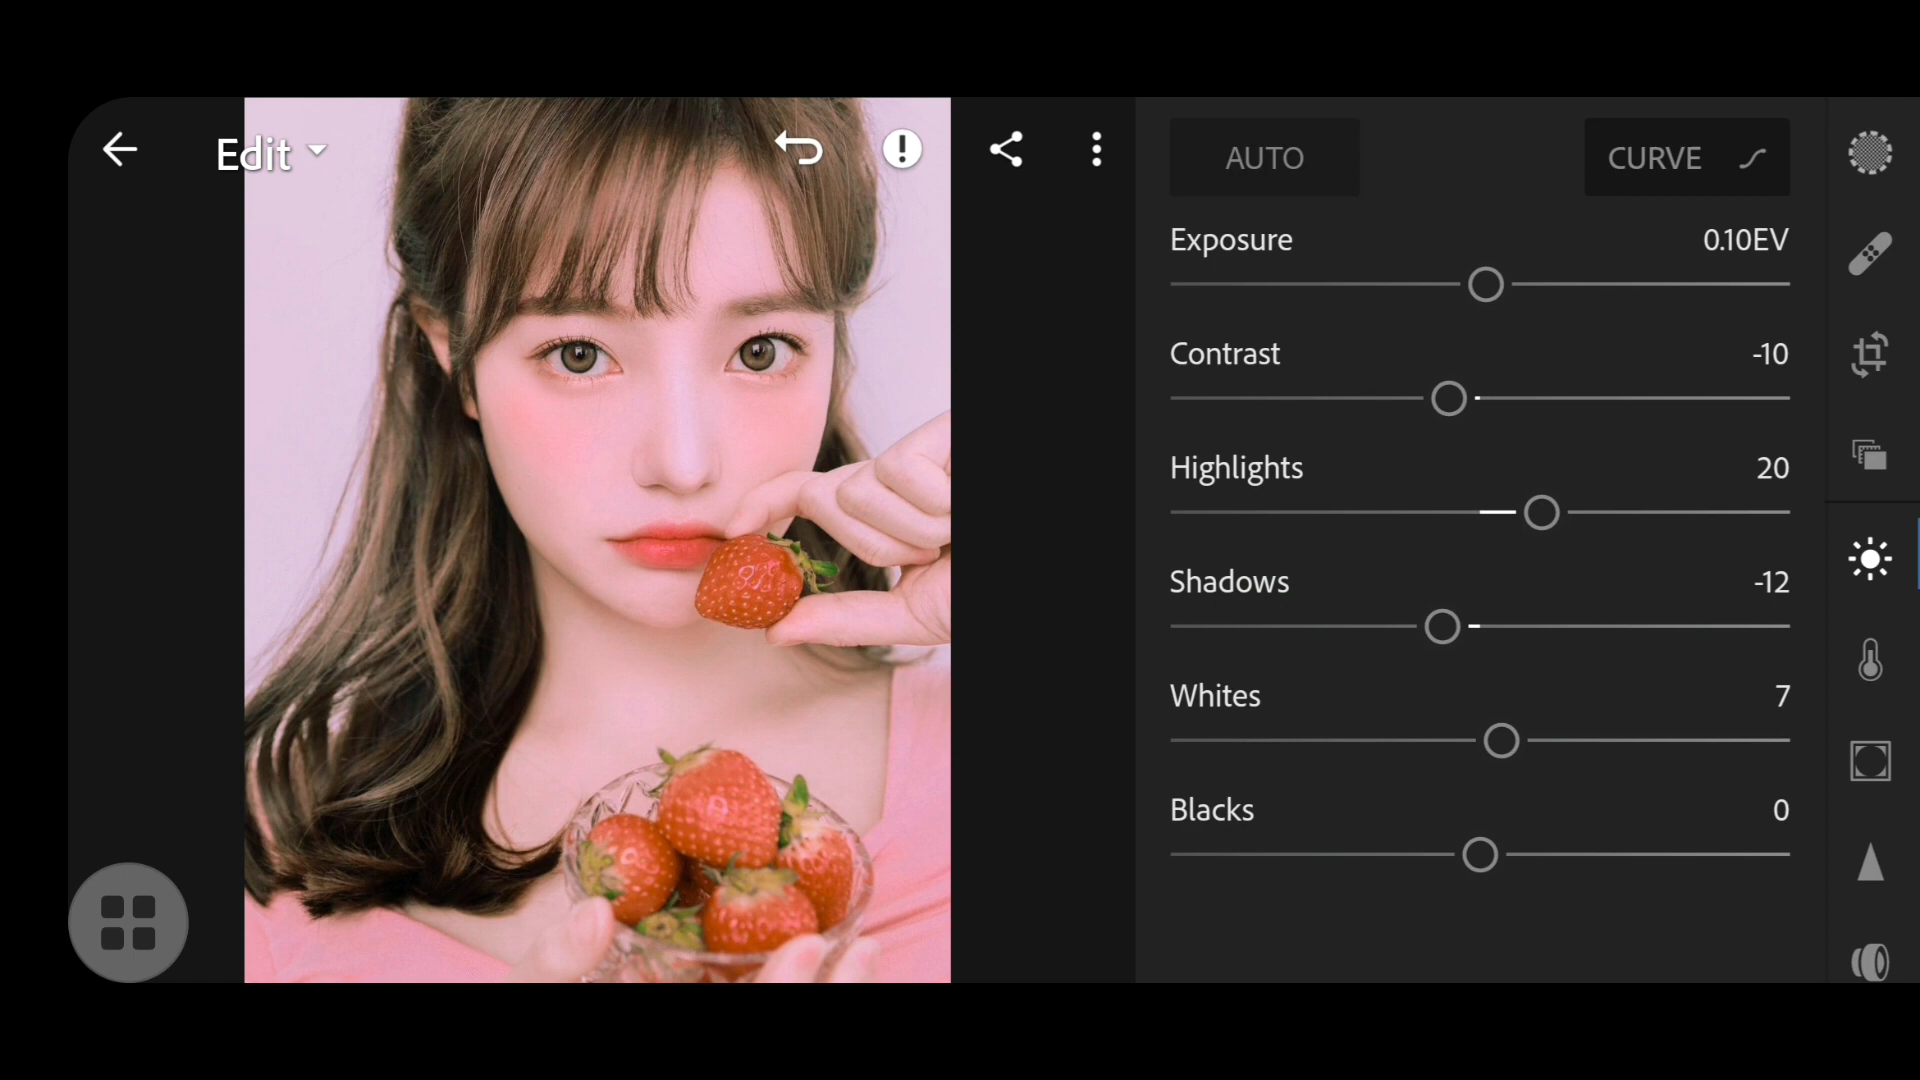 Edit
AUTO
CURVE
Exposure 0.10EV
Contrast -10
Highlights 20
Shadows -12
Whites 7
Blacks 0